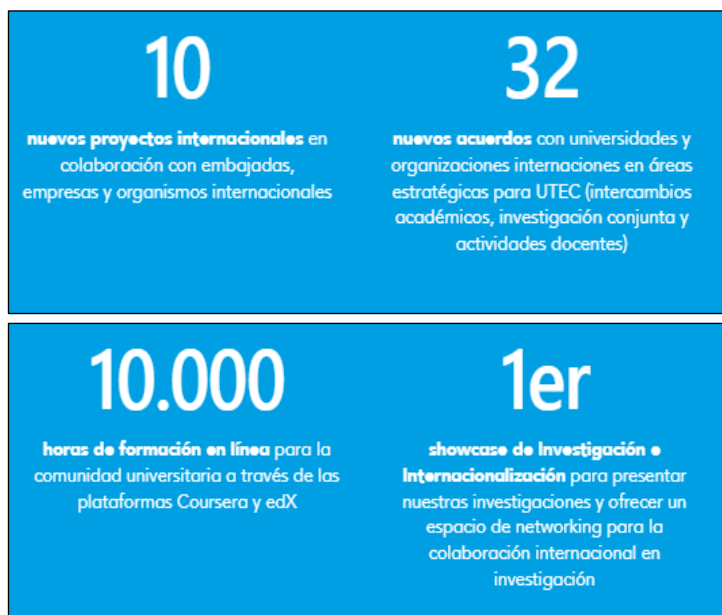 10
nuevos proyectos internacionales en
colaboración con embajadas,
empresas y organismos internacionales
32
nuevos acuerdos con universidades y
organizaciones internaciones en áreas
estratégicas para UTEC (intercambios
académicos, investigación conjunta y
actividades docentes)
10.000
horas de formación en línea para la
comunidad universitaria a través de las
plataformas Coursera y edX
1er
showcase de Investigación e
Internacionalización para presentar
nuestras investigaciones y ofrecer un
espacio de networking para la
colaboración internacional en
investigación